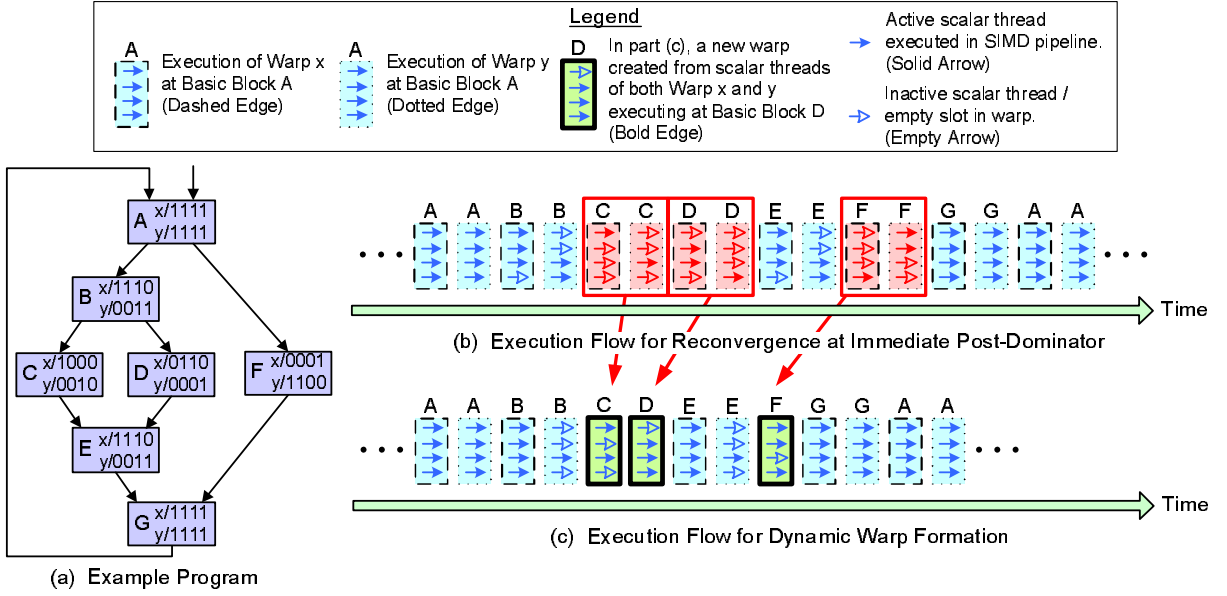 Legend
A
Execution of Warp x
at Basic Block A
(Dashed Edge)
A
Execution of Warp y
at Basic Block A
(Dotted Edge)
D
In part (c), a new warp
created from scalar threads
of both Warp x and y
executing at Basic Block D
(Bold Edge)
Active scalar thread
executed in SIMD pipeline.
(Solid Arrow)
Inactive scalar thread /
empty slot in warp.
(Empty Arrow)
A x/1111
y/1111
B x/1110
y/0011
C x/1000
y/0010
D x/0110
y/0001
F x/0001
y/1100
E x/1110
y/0011
G x/1111
y/1111
(a) Example Program
A A B B C C D D E E F F G G A A
Time
(b) Execution Flow for Reconvergence at Immediate Post-Dominator
A A B B C D E E F G G A A
Time
(c) Execution Flow for Dynamic Warp Formation